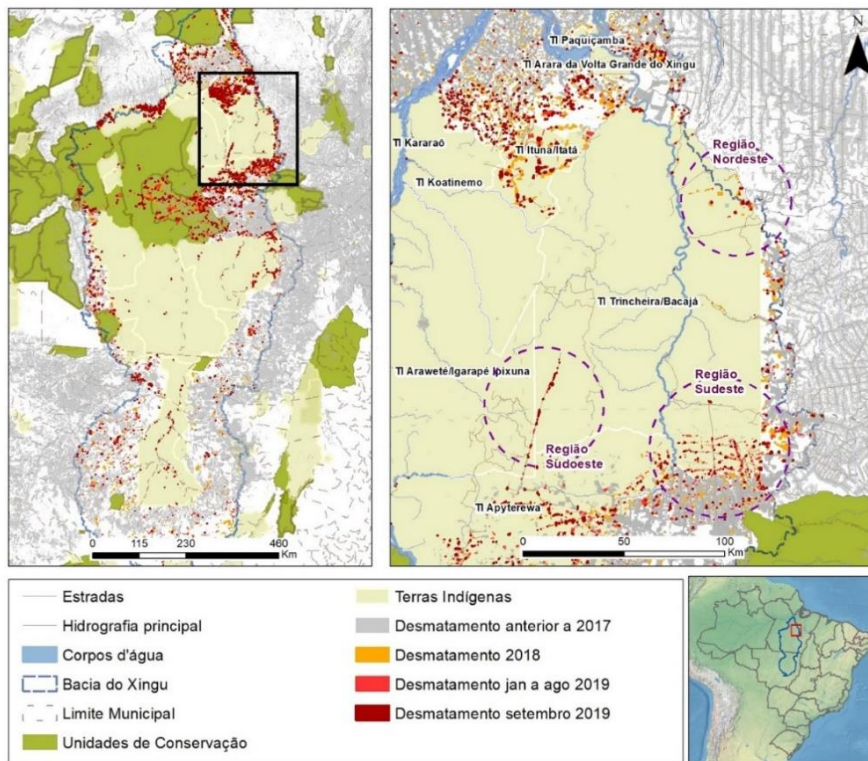 0 115 230 460
Km
N
TI Paquiçamba
TI Arara da Volta Grande do Xingu
TI Kararaô
TI Ituna/Itatá
TI Koatinemo
Região
Nordeste
TI Trincheira/Bacajá
TI Araweté/Igarapé Ipixuna
Região
Sudeste
Região
Sudoeste
TI Apyterewa
0 50 100
Km
Estradas
Hidrografia principal
Corpos d'água
Bacia do Xingu
Limite Municipal
Unidades de Conservação
Terras Indígenas
Desmatamento anterior a 2017
Desmatamento 2018
Desmatamento jan a ago 2019
Desmatamento setembro 2019